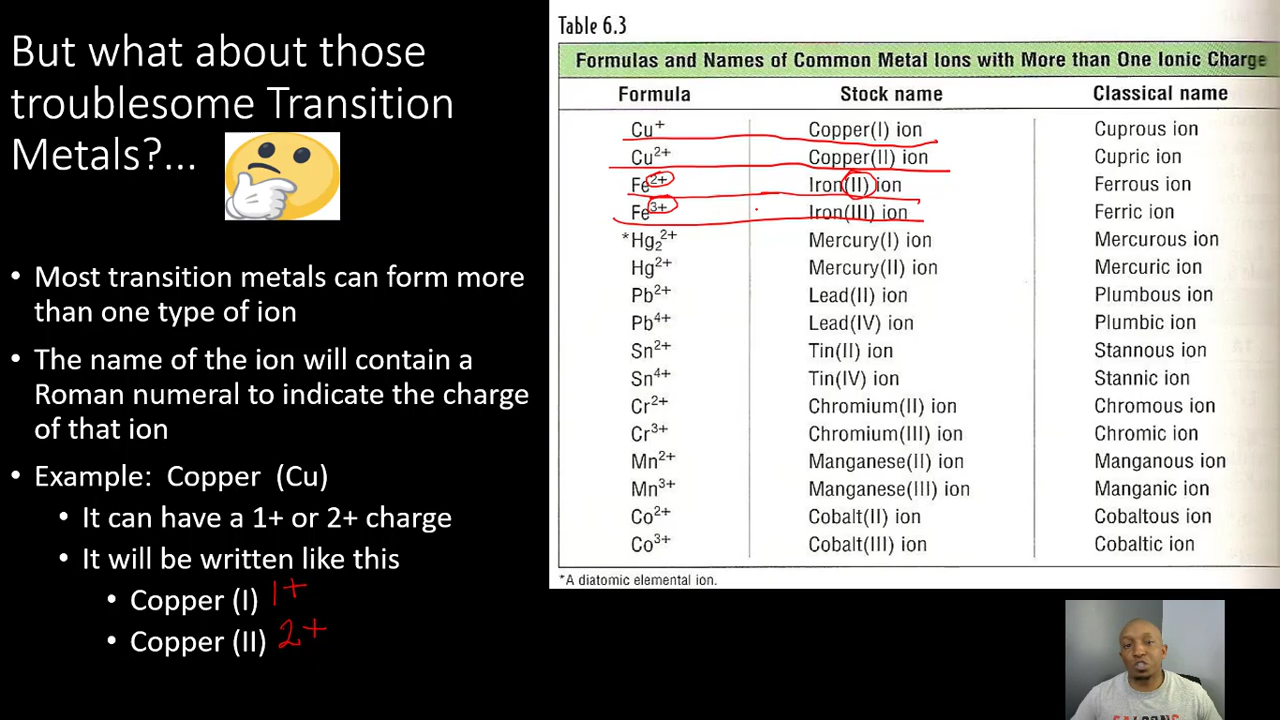 But what about those
troublesome Transition
Metals?...
• Most transition metals can form more
than one type of ion
• The name of the ion will contain a
Roman numeral to indicate the charge
of that ion
• Example: Copper (Cu)
• It can have a 1+ or 2+ charge
• It will be written like this
• Copper (I) 1+
• Copper (II) 2+
Table 6.3
Formulas and Names of Common Metal Ions with More than One Ionic Charge
Formula Stock name Classical name
Cu⁺ Copper(I) ion Cuprous ion
Cu²⁺ Copper(II) ion Cupric ion
Fe²⁺ Iron(II) ion Ferrous ion
Fe³⁺ Iron(III) ion Ferric ion
*Hg₂²⁺ Mercury(I) ion Mercurous ion
Hg²⁺ Mercury(II) ion Mercuric ion
Pb²⁺ Lead(II) ion Plumbous ion
Pb⁴⁺ Lead(IV) ion Plumbic ion
Sn²⁺ Tin(II) ion Stannous ion
Sn⁴⁺ Tin(IV) ion Stannic ion
Cr²⁺ Chromium(II) ion Chromous ion
Cr³⁺ Chromium(III) ion Chromic ion
Mn²⁺ Manganese(II) ion Manganous ion
Mn³⁺ Manganese(III) ion Manganic ion
Co²⁺ Cobalt(II) ion Cobaltous ion
Co³⁺ Cobalt(III) ion Cobaltic ion
*A diatomic elemental ion.